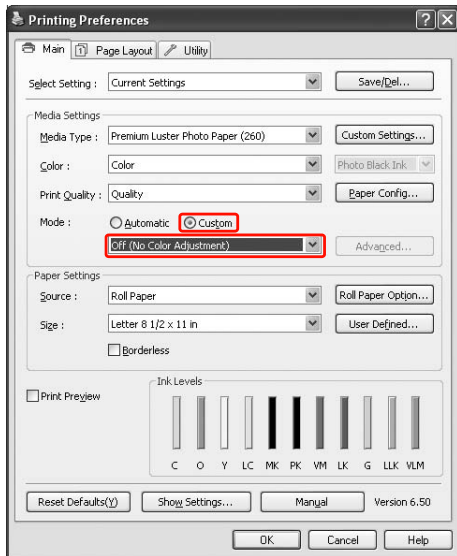 Printing Preferences
Main Page Layout Utility
Select Setting : Current Settings Save/Del...
Media Settings
Media Type : Premium Luster Photo Paper (260) Custom Settings...
Color : Color Photo Black Ink
Print Quality : Quality Paper Config...
Mode : Automatic Custom
Off (No Color Adjustment) Advanced...
Paper Settings
Source : Roll Paper Roll Paper Option...
Size : Letter 8 1/2 x 11 in User Defined...
Borderless
Print Preview
Ink Levels
C O Y LC MK PK VM LK G LLK VLM
Reset Defaults(Y) Show Settings... Manual Version 6.50
OK Cancel Help